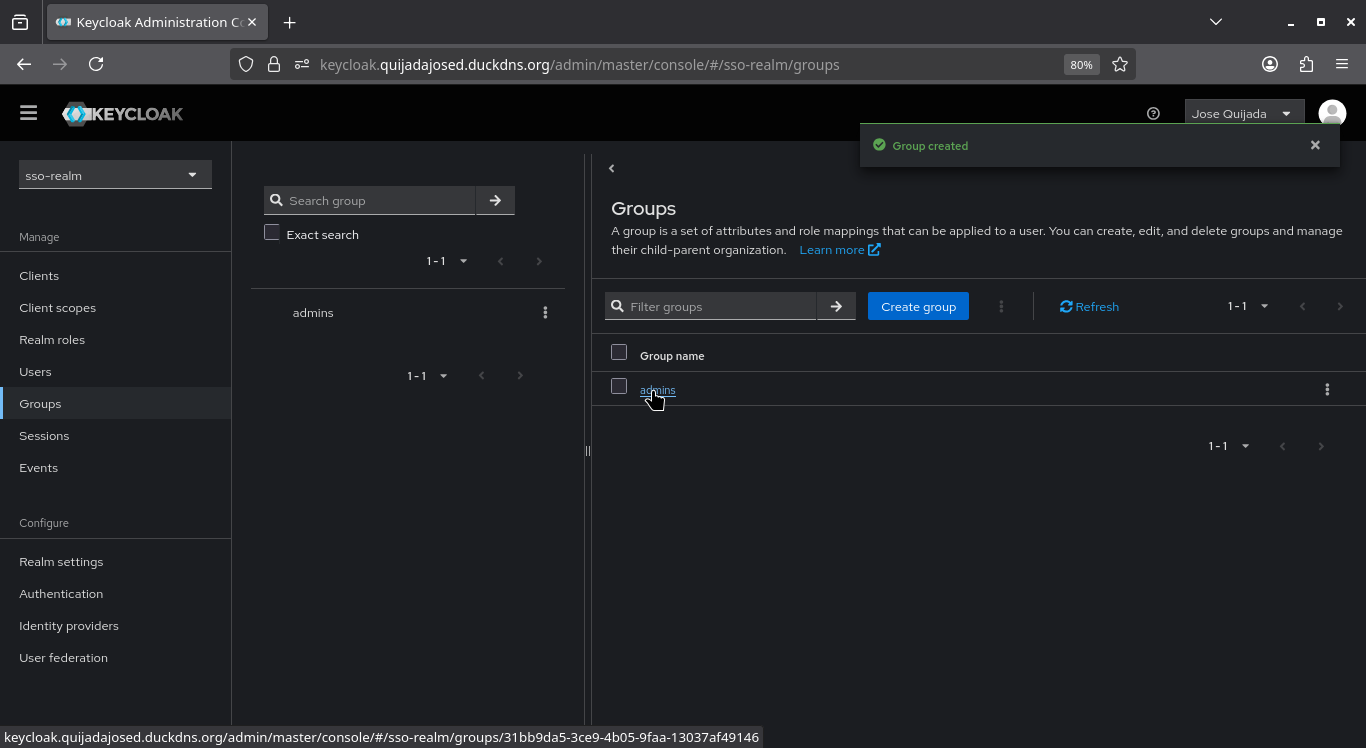 Keycloak Administration Co
keycloak.quijadajosed.duckdns.org/admin/master/console/#/sso-realm/groups
80%
KEYCLOAK
Jose Quijada
Group created
sso-realm
Manage
Clients
Client scopes
Realm roles
Users
Groups
Sessions
Events
Configure
Realm settings
Authentication
Identity providers
User federation
Search group
Exact search
1-1
admins
1-1
Groups
A group is a set of attributes and role mappings that can be applied to a user. You can create, edit, and delete groups and manage
their child-parent organization. Learn more
Filter groups
Create group
Refresh
1-1
Group name
admins
1-1
keycloak.quijadajosed.duckdns.org/admin/master/console/#/sso-realm/groups/31bb9da5-3ce9-4b05-9faa-13037af49146